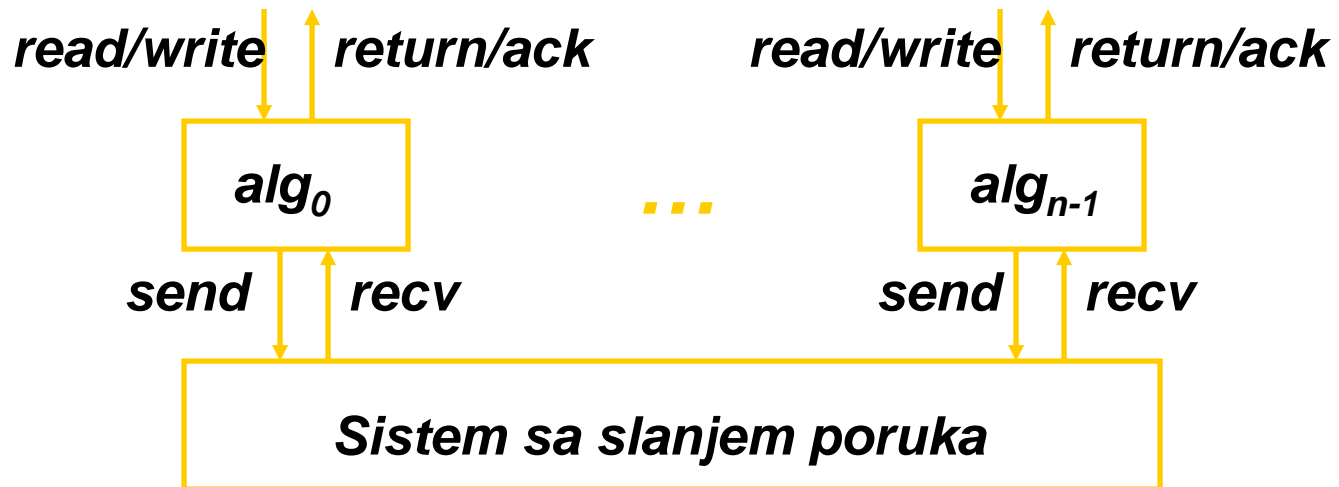 read/write return/ack read/write return/ack
alg0 ... algn-1
send recv send recv
Sistem sa slanjem poruka